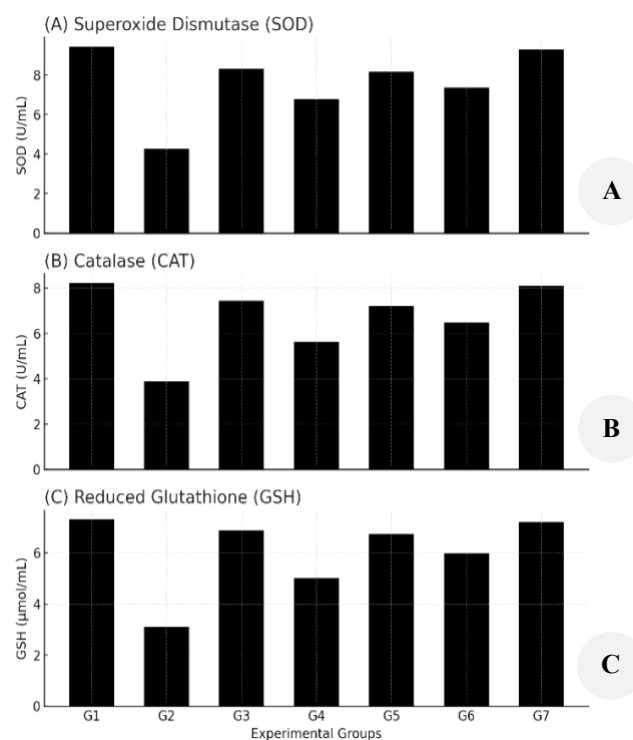 (A) Superoxide Dismutase (SOD)
SOD (U/mL)
8
6
4
2
0
A
(B) Catalase (CAT)
CAT (U/mL)
8
6
4
2
0
B
(C) Reduced Glutathione (GSH)
GSH (μmol/mL)
6
4
2
0
C
G1 G2 G3 G4 G5 G6 G7
Experimental Groups